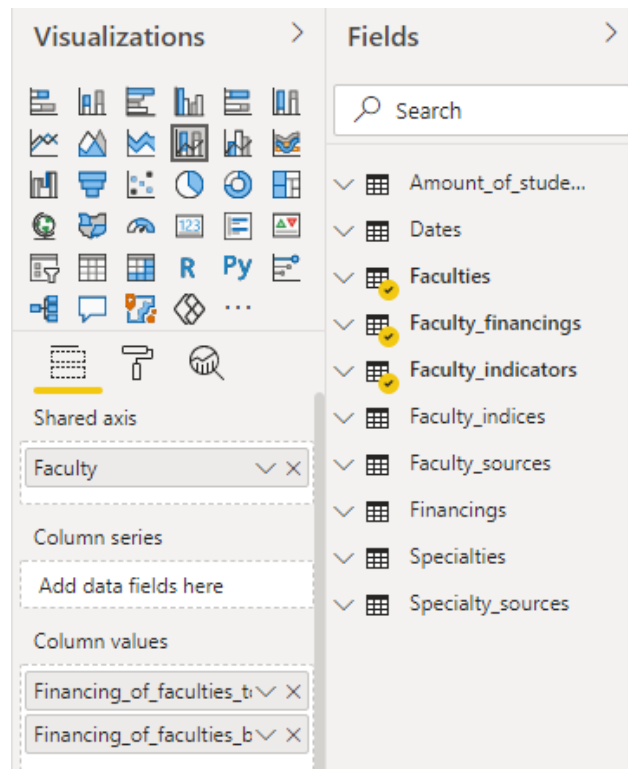 Visualizations
123
R
Py
Shared axis
Faculty
Column series
Add data fields here
Column values
Financing_of_faculties_t
Financing_of_faculties_b
Fields
Search
Amount_of_stude...
Dates
Faculties
Faculty_financings
Faculty_indicators
Faculty_indices
Faculty_sources
Financings
Specialties
Specialty_sources